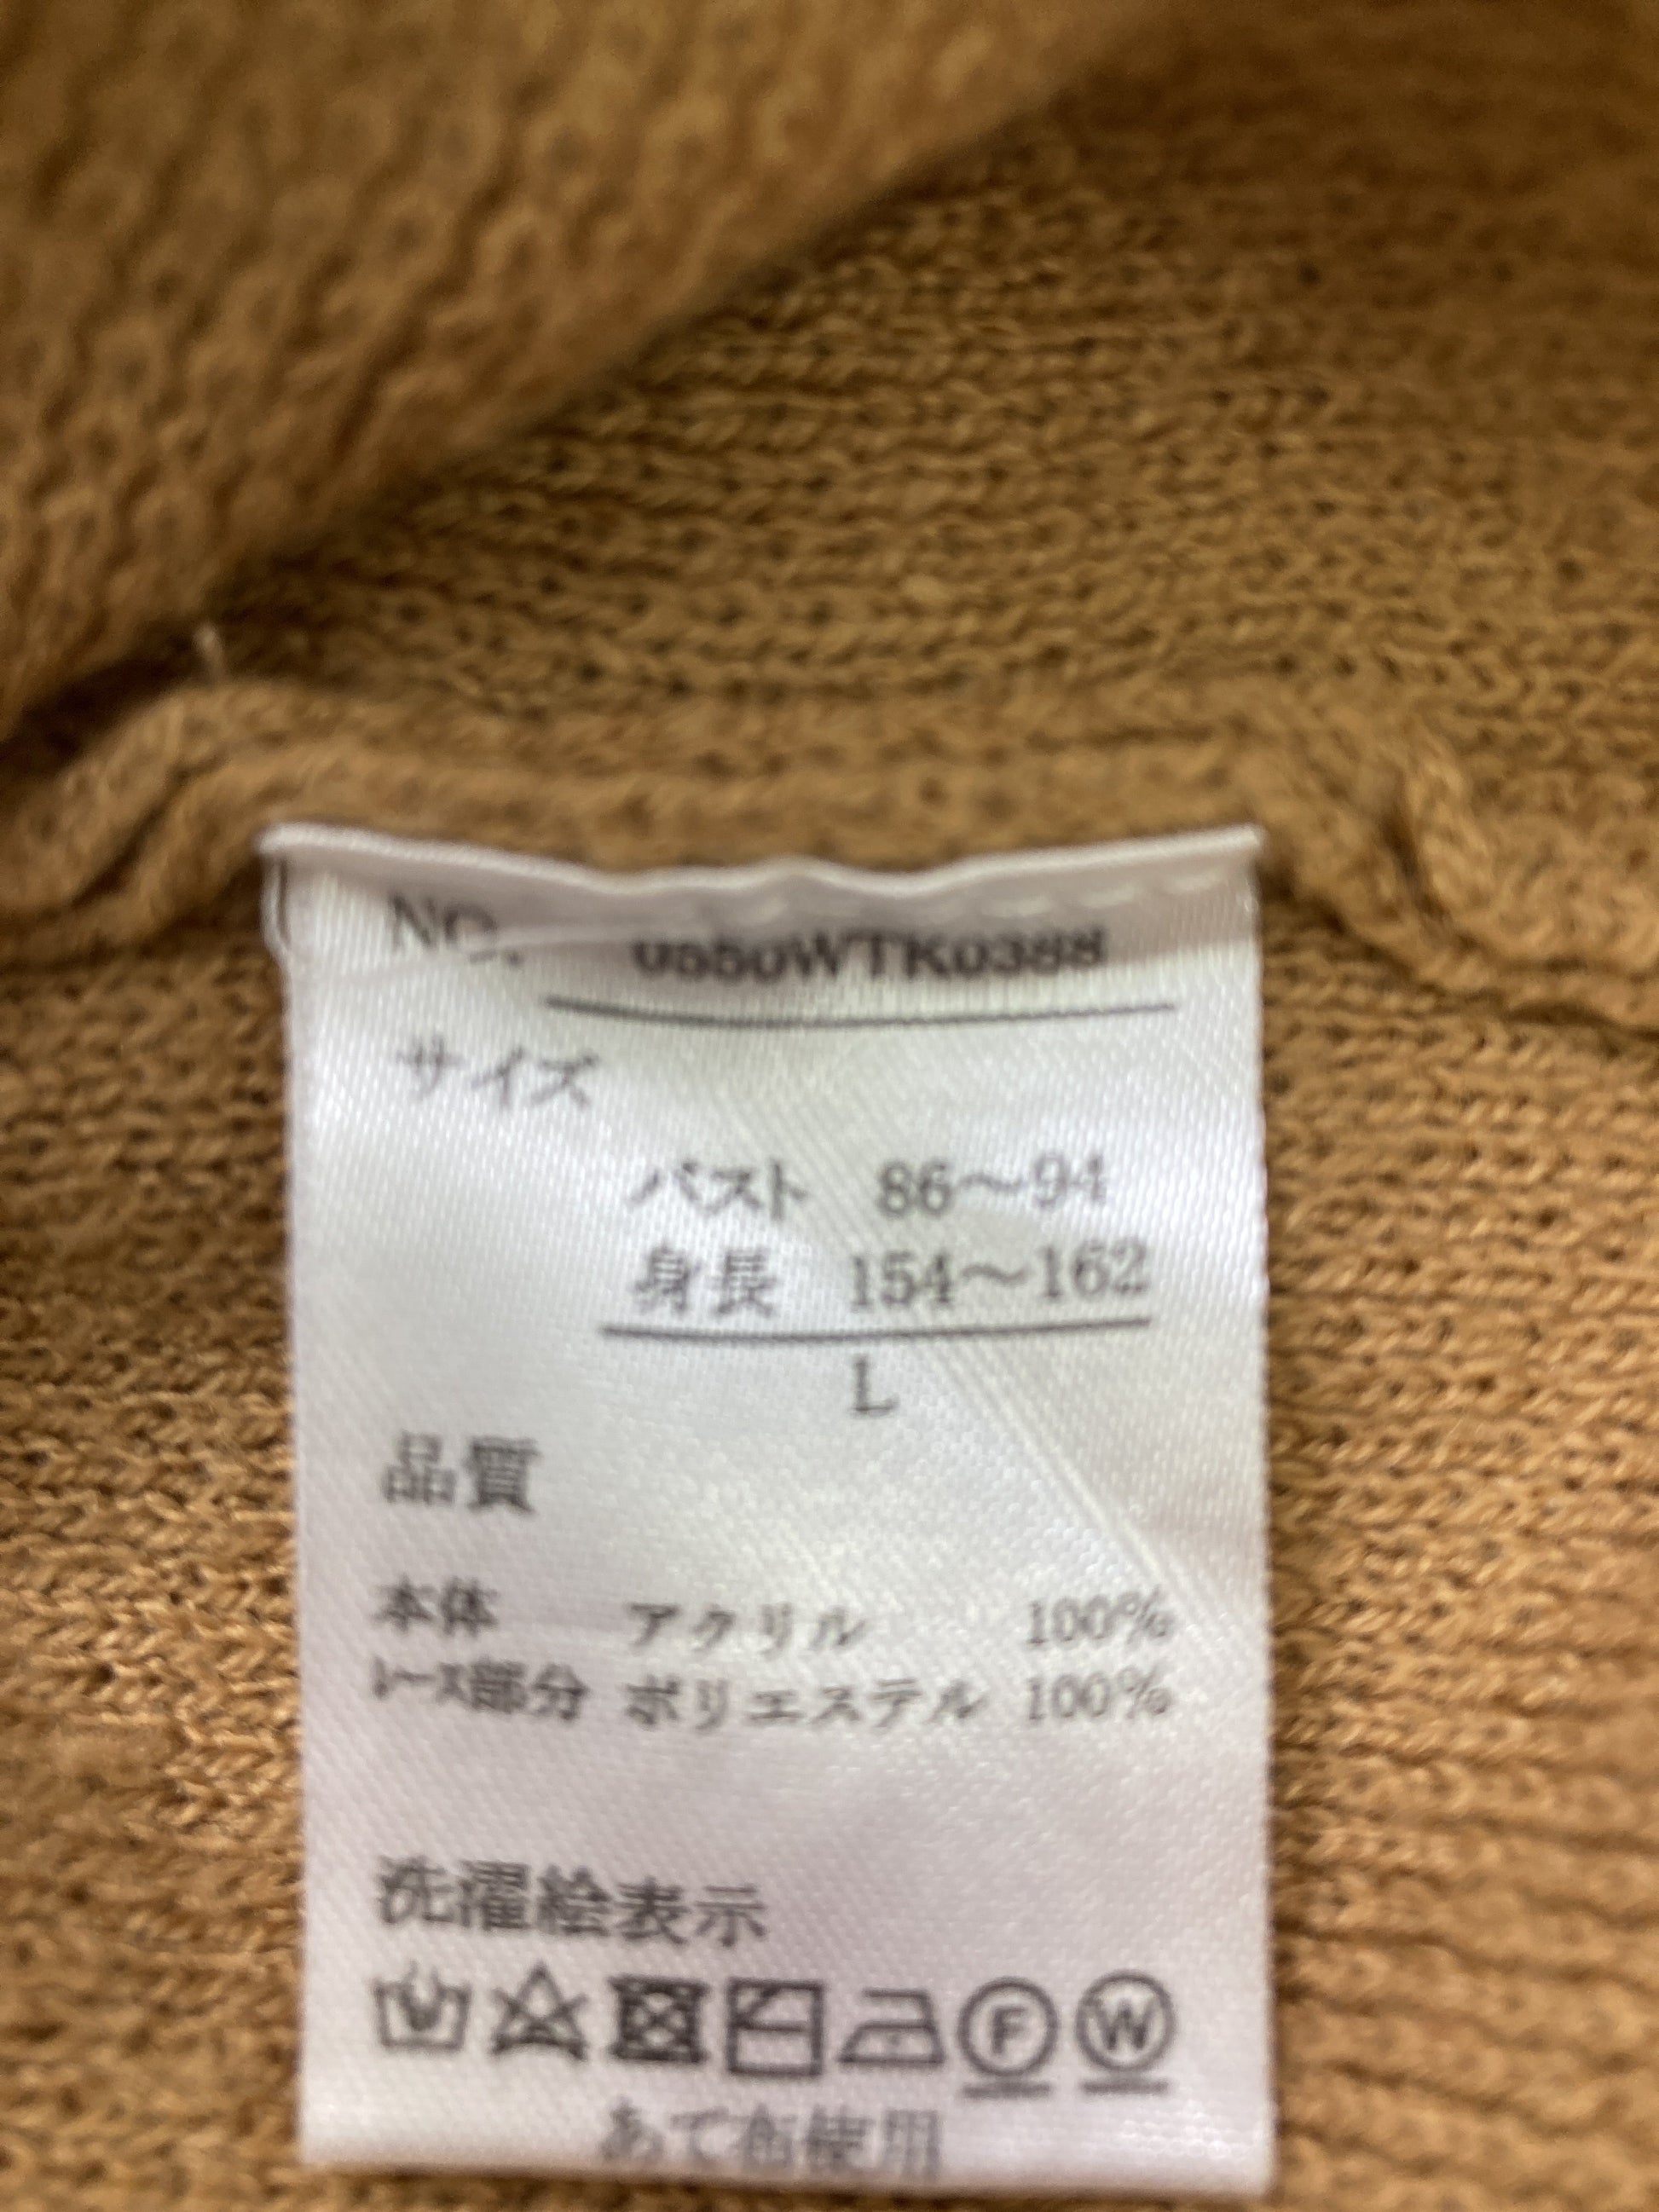 NO. 0550WTK0388
サイズ
バスト 86〜94
身長 154〜162
L
品質
本体 アクリル 100%
レース部分 ポリエステル 100%
洗濯絵表示
F W
あて布使用